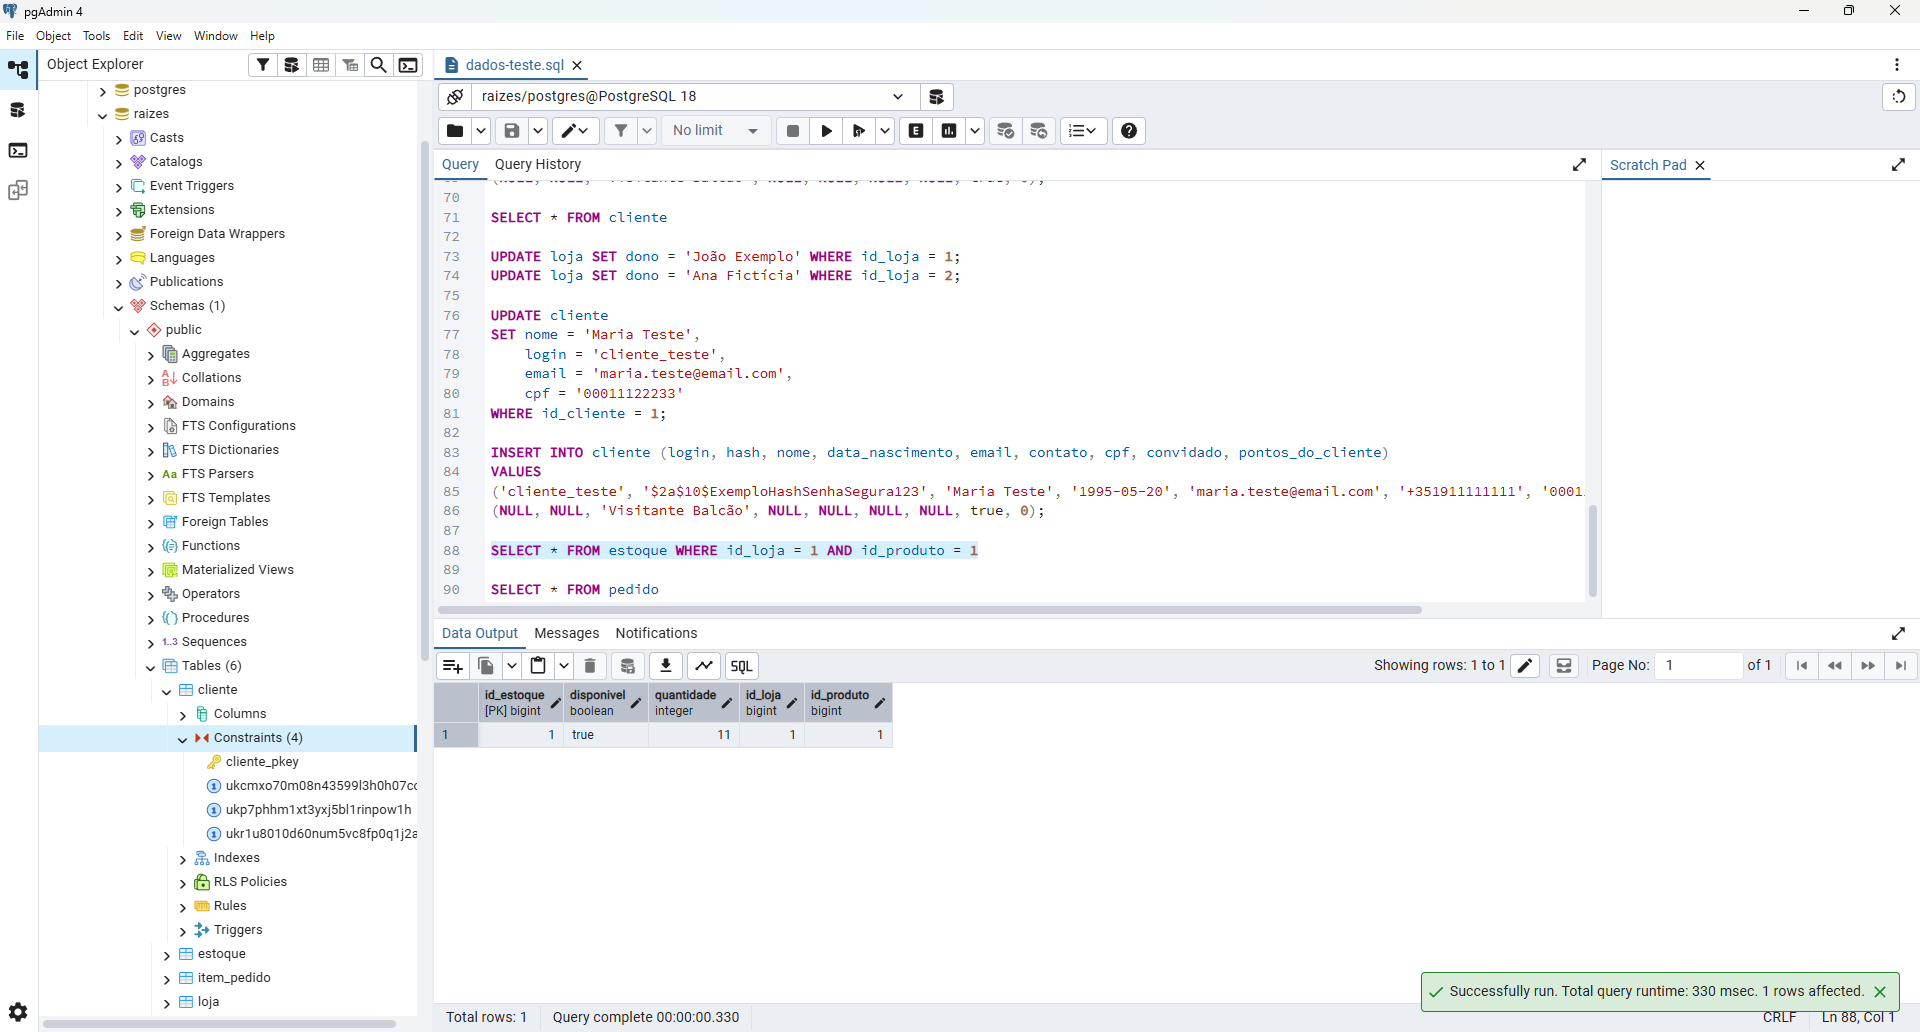 pgAdmin 4
File Object Tools Edit View Window Help
Object Explorer
dados-teste.sql
postgres
raizes
Casts
Catalogs
Event Triggers
Extensions
Foreign Data Wrappers
Languages
Publications
Schemas (1)
public
Aggregates
Collations
Domains
FTS Configurations
FTS Dictionaries
Aa FTS Parsers
FTS Templates
Foreign Tables
Functions
Materialized Views
Operators
Procedures
1..3 Sequences
Tables (6)
cliente
Columns
Constraints (4)
cliente_pkey
ukp7phhm1xt3yxj5bl1rinpow1h
Indexes
RLS Policies
Rules
Triggers
estoque
item_pedido
loja
raizes/postgres@PostgreSQL 18
No limit
Query Query History
Scratch Pad
70
71 SELECT * FROM cliente
72
73 UPDATE loja SET dono = 'João Exemplo' WHERE id_loja = 1;
74 UPDATE loja SET dono = 'Ana Fictícia' WHERE id_loja = 2;
75
76 UPDATE cliente
77 SET nome = 'Maria Teste',
78 login = 'cliente_teste',
79 email = 'maria.teste@email.com',
80 cpf = '00011122233'
81 WHERE id_cliente = 1;
82
83 INSERT INTO cliente (login, hash, nome, data_nascimento, email, contato, cpf, convidado, pontos_do_cliente)
84 VALUES
85 ('cliente_teste', '$2a$10$ExemploHashSenhaSegura123', 'Maria Teste', '1995-05-20', 'maria.teste@email.com', '+351911111111', '0001
86 (NULL, NULL, 'Visitante Balcão', NULL, NULL, NULL, NULL, true, 0);
87
88 SELECT * FROM estoque WHERE id_loja = 1 AND id_produto = 1
89
90 SELECT * FROM pedido
Data Output Messages Notifications
SQL
Showing rows: 1 to 1
Page No: 1 of 1
id_estoque disponivel quantidade id_loja id_produto
[PK] bigint boolean integer bigint bigint
1 1 true 11 1 1
Successfully run. Total query runtime: 330 msec. 1 rows affected.
Total rows: 1 Query complete 00:00:00.330 CRLF Ln 88, Col 1